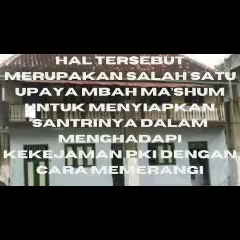 HAL TERSEBUT
MERUPAKAN SALAH SATU
UPAYA MBAH MA'SHUM
UNTUK MENYIAPKAN
SANTRINYA DALAM
MENGHADAPI
KEKEJAMAN PKI DENGAN
CARA MEMERANGI